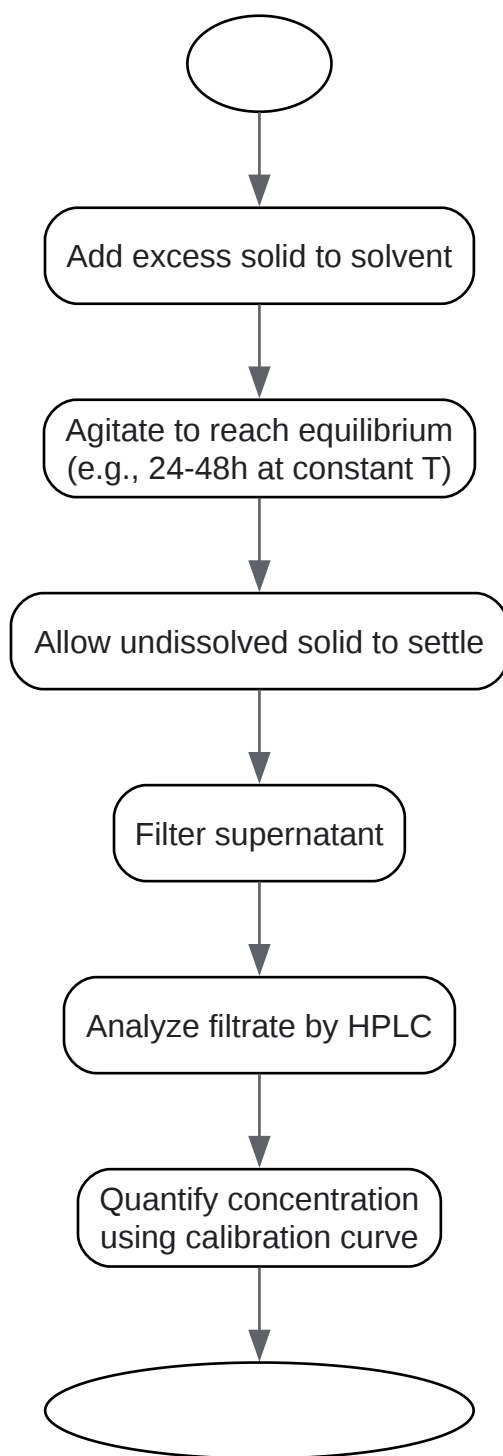 Add excess solid to solvent
Agitate to reach equilibrium
(e.g., 24-48h at constant T)
Allow undissolved solid to settle
Filter supernatant
Analyze filtrate by HPLC
Quantify concentration
using calibration curve